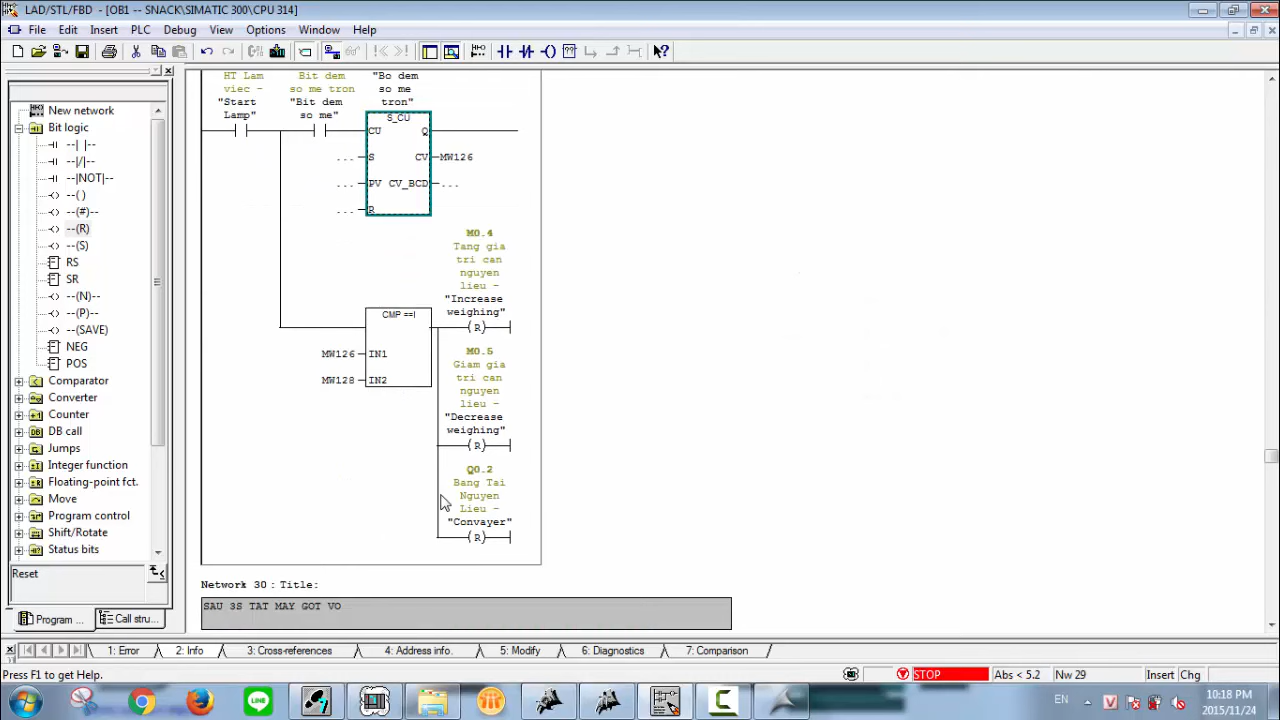 LAD/STL/FBD - [OB1 -- SNACK\SIMATIC 300\CPU 314]
File Edit Insert PLC Debug View Options Window Help
New network
Bit logic
--| |--
--|/|--
--|NOT|--
--( )
--(#)--
--(R)
--(S)
RS
SR
--(N)--
--(P)--
--(SAVE)
NEG
POS
Comparator
Converter
Counter
DB call
Jumps
Integer function
Floating-point fct.
Move
Program control
Shift/Rotate
Status bits
Reset
Program ...
Call stru...
HT Lam
viec -
"Start
Lamp"
Bit dem
so me tron
"Bit dem
so me"
"Bo dem
so me
tron"
S_CU
CU Q
... S CV MW126
... PV CV_BCD ...
... R
M0.4
Tang gia
tri can
nguyen
lieu -
"Increase
weighing"
(R)
CMP ==I
MW126 IN1
MW128 IN2
M0.5
Giam gia
tri can
nguyen
lieu -
"Decrease
weighing"
(R)
Q0.2
Bang Tai
Nguyen
Lieu -
"Convayer"
(R)
Network 30 : Title:
SAU 3S TAT MAY GOT VO
1: Error 2: Info 3: Cross-references 4: Address info. 5: Modify 6: Diagnostics 7: Comparison
Press F1 to get Help.
STOP Abs < 5.2 Nw 29 Insert Chg
EN
10:18 PM
2015/11/24